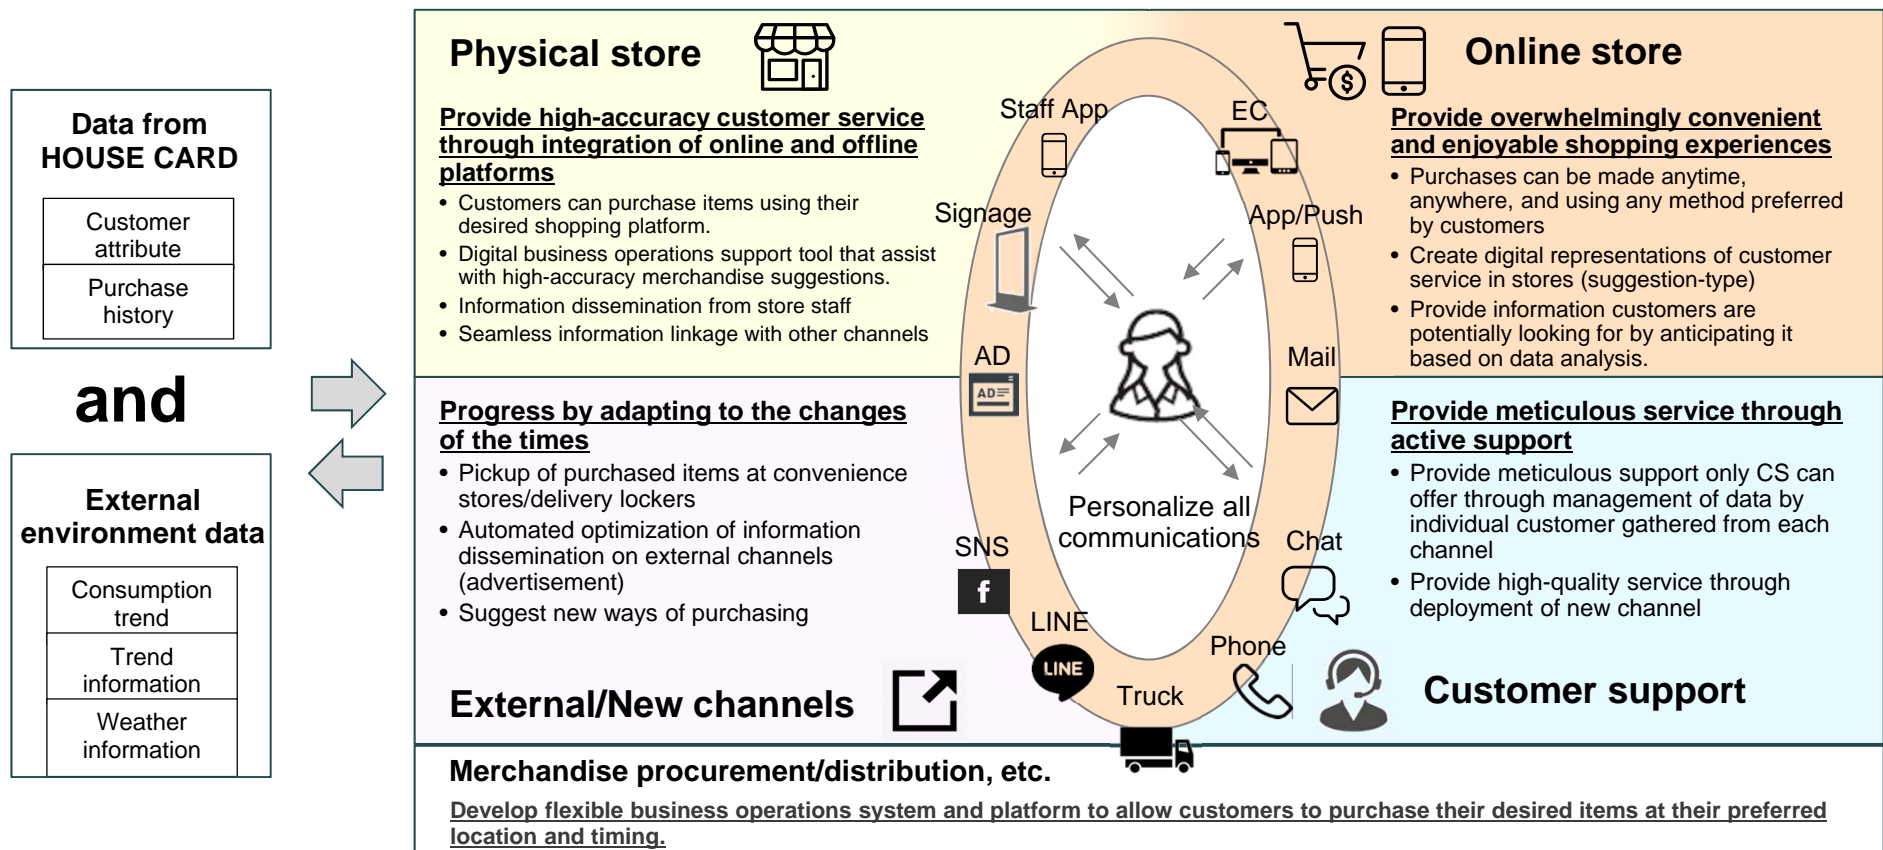 Data from
HOUSE CARD
Customer
attribute
Purchase
history
and
External
environment data
Consumption
trend
Trend
information
Weather
information
Physical store
Provide high-accuracy customer service
through integration of online and offline
platforms
• Customers can purchase items using their
desired shopping platform.
• Digital business operations support tool that assist
with high-accuracy merchandise suggestions.
• Information dissemination from store staff
• Seamless information linkage with other channels
Online store
$
Provide overwhelmingly convenient
and enjoyable shopping experiences
• Purchases can be made anytime,
anywhere, and using any method preferred
by customers
• Create digital representations of customer
service in stores (suggestion-type)
• Provide information customers are
potentially looking for by anticipating it
based on data analysis.
Staff App
EC
Signage
App/Push
AD
AD
Mail
Personalize all
communications
SNS
f
Chat
LINE
LINE
Phone
Truck
Progress by adapting to the changes
of the times
• Pickup of purchased items at convenience
stores/delivery lockers
• Automated optimization of information
dissemination on external channels
(advertisement)
• Suggest new ways of purchasing
External/New channels
Provide meticulous service through
active support
• Provide meticulous support only CS can
offer through management of data by
individual customer gathered from each
channel
• Provide high-quality service through
deployment of new channel
Customer support
Merchandise procurement/distribution, etc.
Develop flexible business operations system and platform to allow customers to purchase their desired items at their preferred
location and timing.